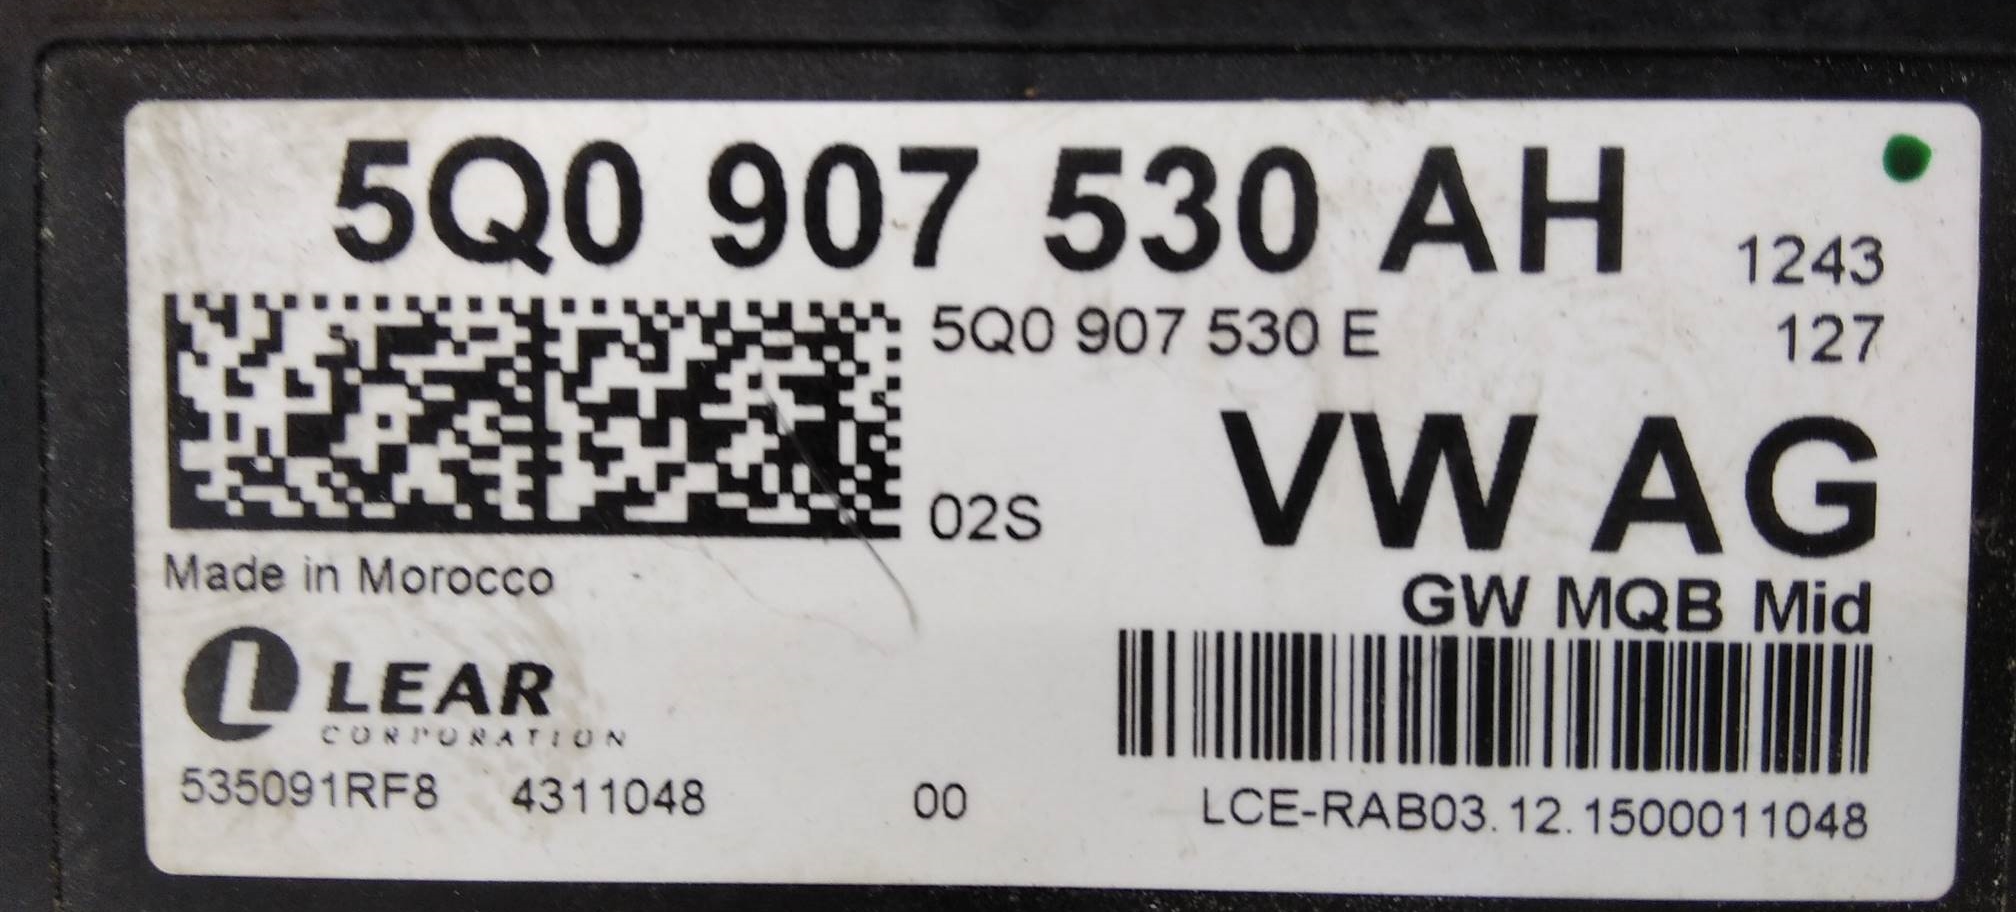 5Q0 907 530 AH
1243
5Q0 907 530 E
127
02S
VW AG
Made in Morocco
GW MQB Mid
L LEAR
CORPORATION
535091RF8 4311048 00
LCE-RAB03.12.1500011048